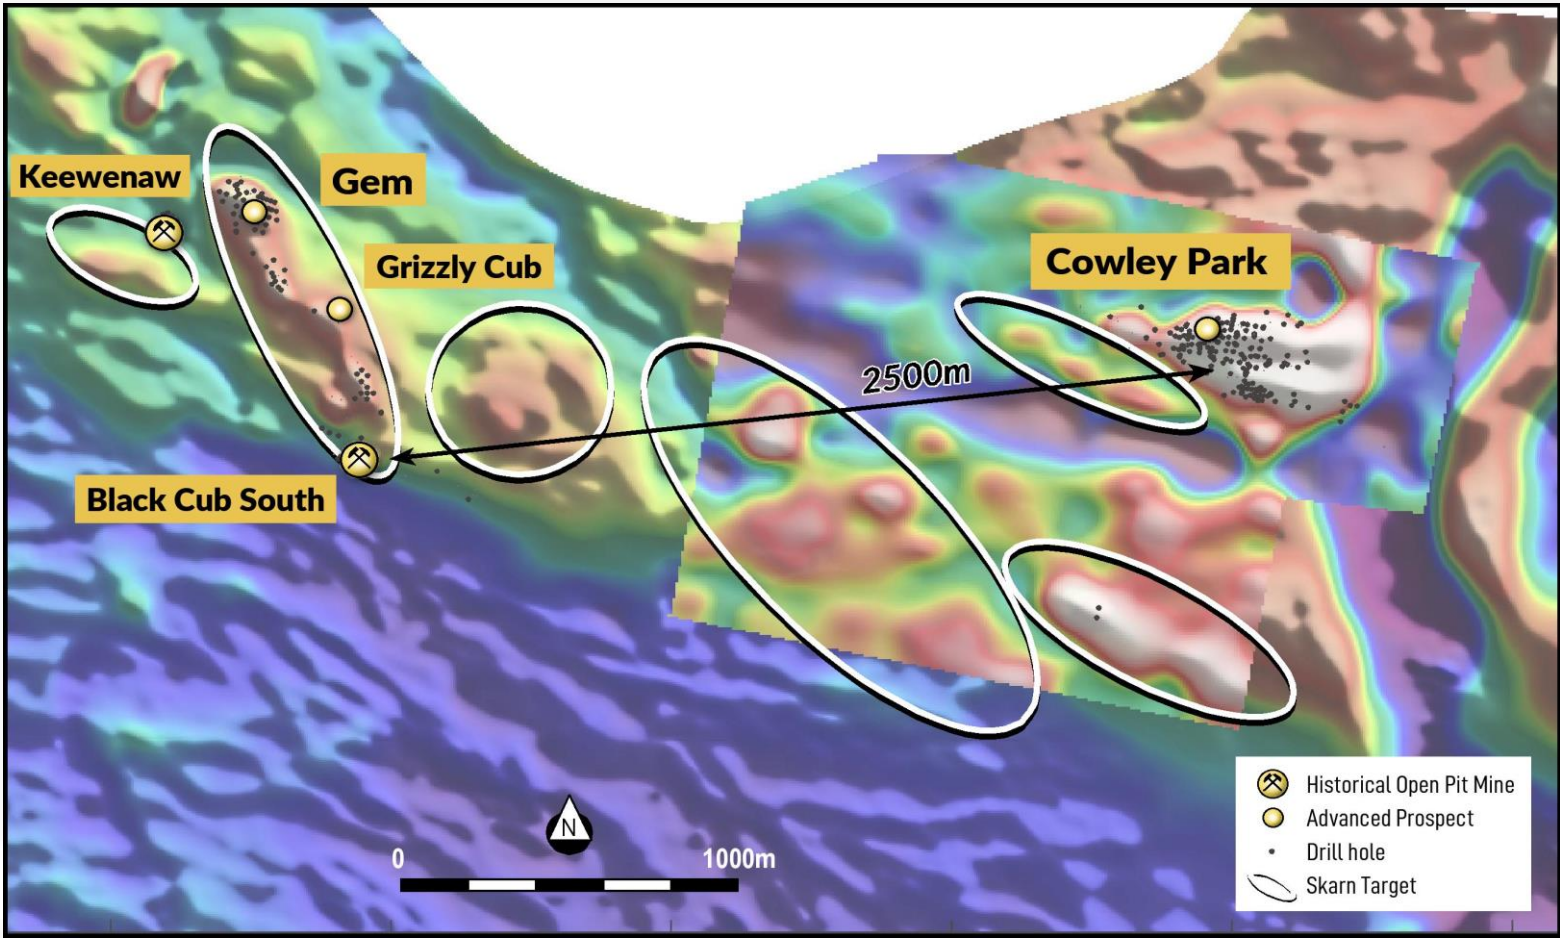 Keewenaw
Gem
Grizzly Cub
Cowley Park
2500m
Black Cub South
N
0
1000m
Historical Open Pit Mine
Advanced Prospect
Drill hole
Skarn Target